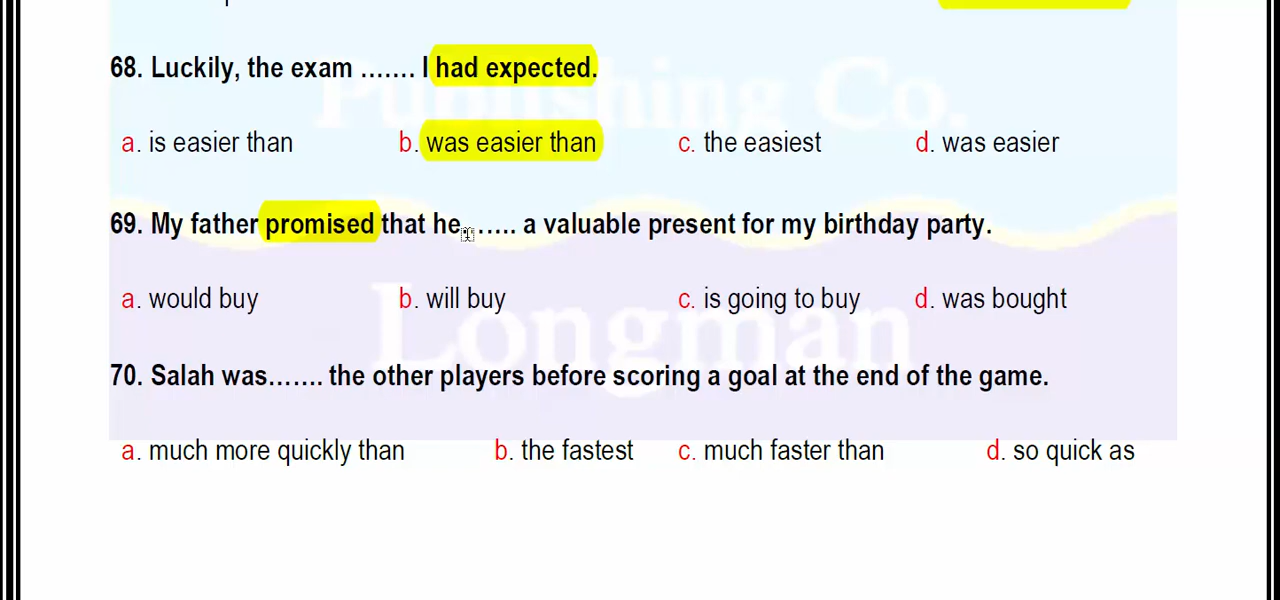 68. Luckily, the exam ……. I had expected.
Publishing Co.
a. is easier than b. was easier than c. the easiest d. was easier
69. My father promised that he……. a valuable present for my birthday party.
a. would buy b. will buy c. is going to buy d. was bought
Longman
70. Salah was……. the other players before scoring a goal at the end of the game.
a. much more quickly than b. the fastest c. much faster than d. so quick as